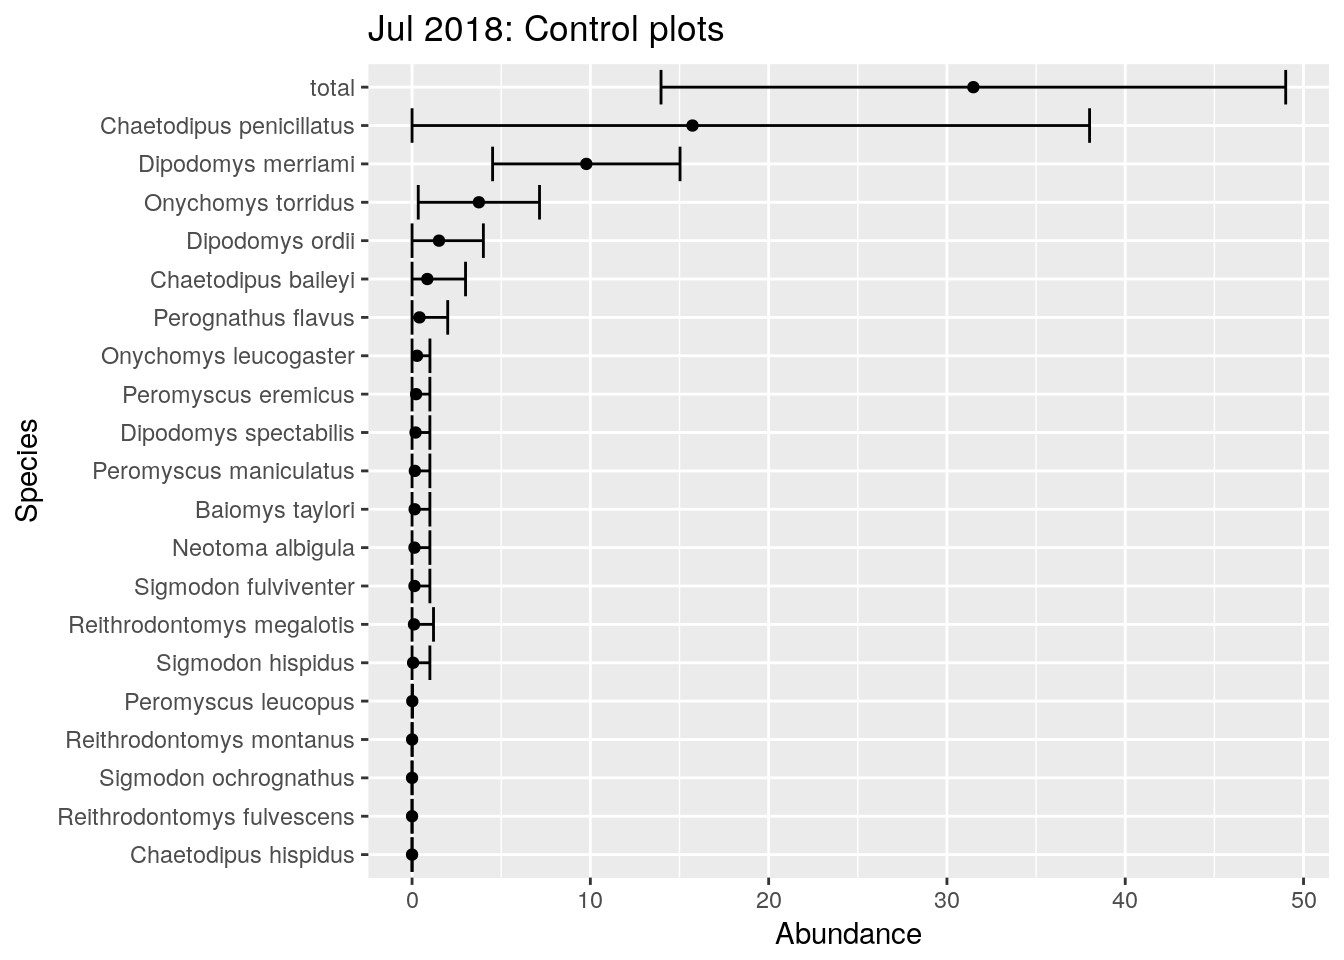 Jul 2018: Control plots
total
Chaetodipus penicillatus
Dipodomys merriami
Onychomys torridus
Dipodomys ordii
Chaetodipus baileyi
Perognathus flavus
Onychomys leucogaster
Peromyscus eremicus
Dipodomys spectabilis
Peromyscus maniculatus
Baiomys taylori
Neotoma albigula
Sigmodon fulviventer
Reithrodontomys megalotis
Sigmodon hispidus
Peromyscus leucopus
Reithrodontomys montanus
Sigmodon ochrognathus
Reithrodontomys fulvescens
Chaetodipus hispidus
Species
0 10 20 30 40 50
Abundance